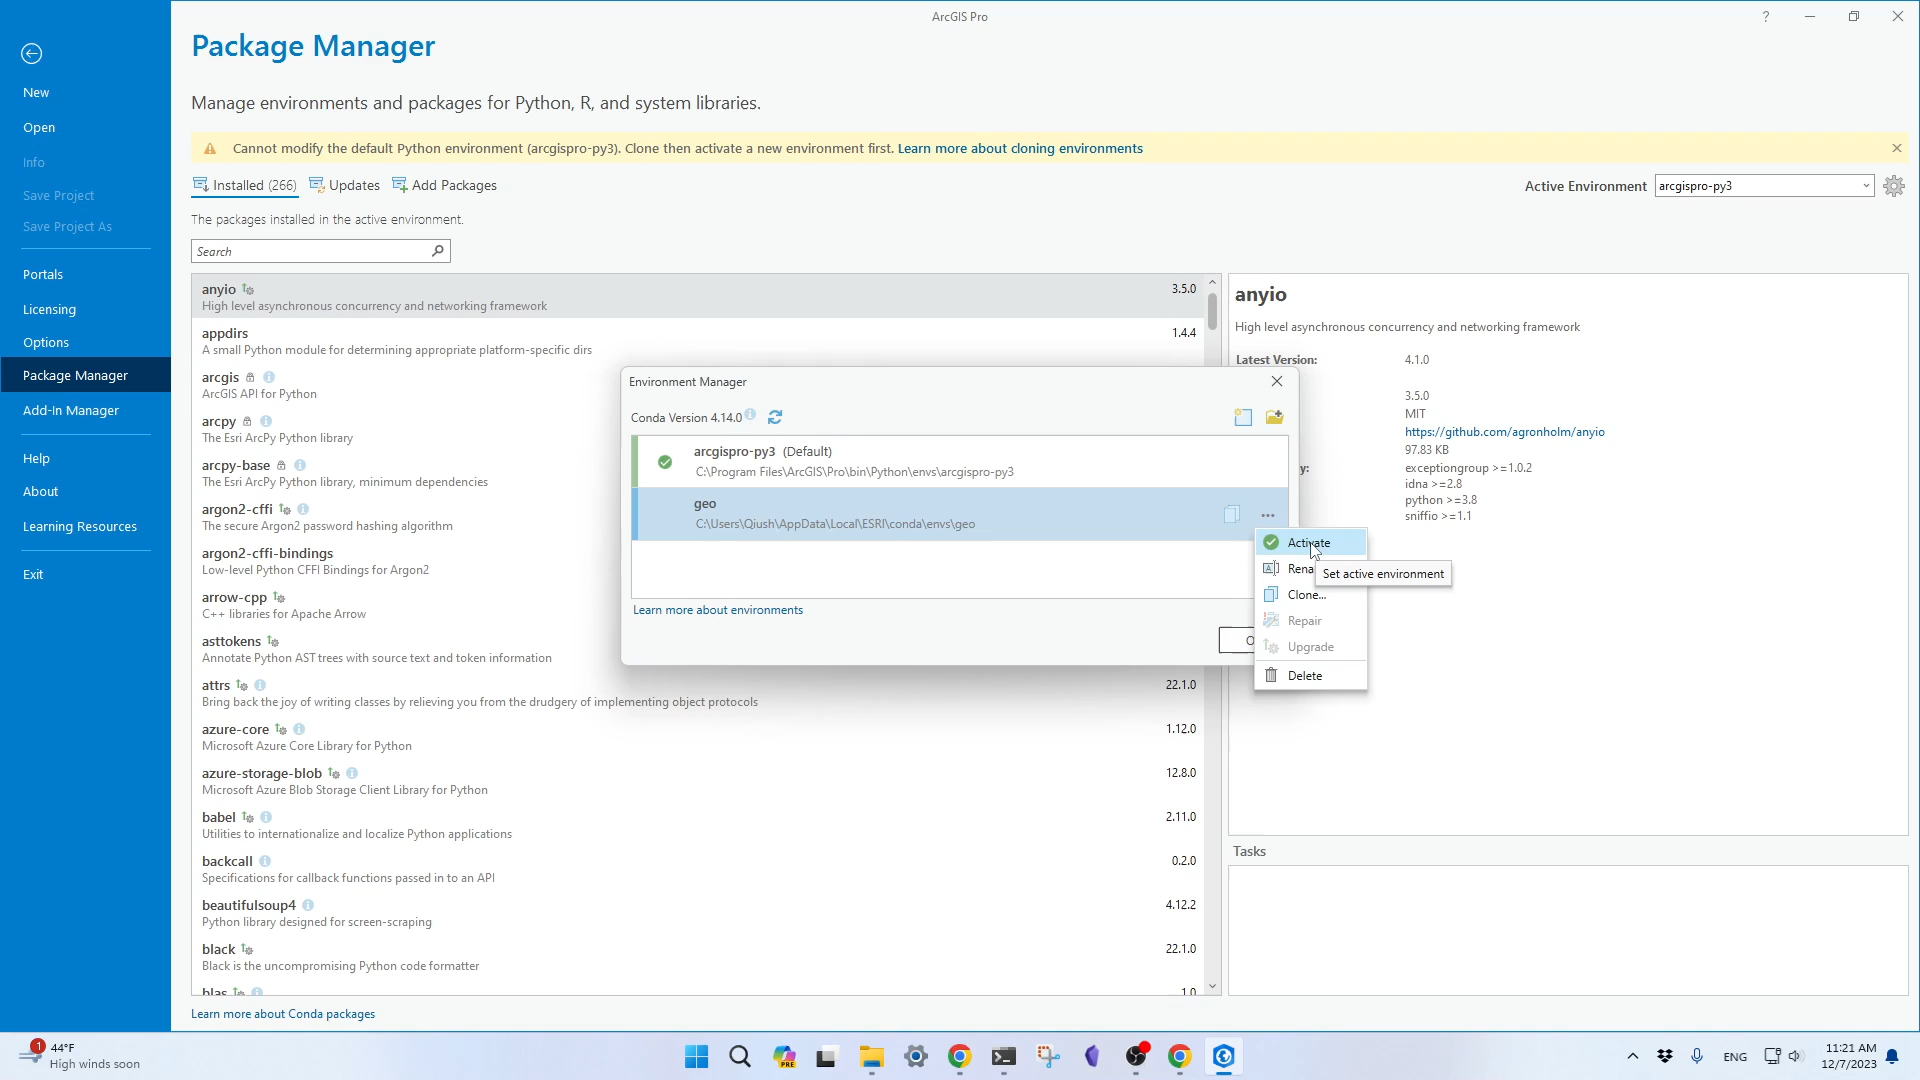 ArcGIS Pro
?
Package Manager
New
Open
Info
Save Project
Save Project As
Portals
Licensing
Options
Package Manager
Add-In Manager
Help
About
Learning Resources
Exit
Manage environments and packages for Python, R, and system libraries.
Cannot modify the default Python environment (arcgispro-py3). Clone then activate a new environment first. Learn more about cloning environments
Installed (266) Updates Add Packages
Active Environment arcgispro-py3
The packages installed in the active environment.
Search
anyio 3.5.0
High level asynchronous concurrency and networking framework
appdirs 1.4.4
A small Python module for determining appropriate platform-specific dirs
arcgis
ArcGIS API for Python
arcpy
The Esri ArcPy Python library
arcpy-base
The Esri ArcPy Python library, minimum dependencies
argon2-cffi
The secure Argon2 password hashing algorithm
argon2-cffi-bindings
Low-level Python CFFI Bindings for Argon2
arrow-cpp
C++ libraries for Apache Arrow
asttokens
Annotate Python AST trees with source text and token information
attrs 22.1.0
Bring back the joy of writing classes by relieving you from the drudgery of implementing object protocols
azure-core 1.12.0
Microsoft Azure Core Library for Python
azure-storage-blob 12.8.0
Microsoft Azure Blob Storage Client Library for Python
babel 2.11.0
Utilities to internationalize and localize Python applications
backcall 0.2.0
Specifications for callback functions passed in to an API
beautifulsoup4 4.12.2
Python library designed for screen-scraping
black 22.1.0
Black is the uncompromising Python code formatter
blas 1.0
Learn more about Conda packages
anyio
High level asynchronous concurrency and networking framework
Latest Version: 4.1.0
3.5.0
MIT
https://github.com/agronholm/anyio
97.83 KB
y: exceptiongroup >=1.0.2
idna >=2.8
python >=3.8
sniffio >=1.1
Tasks
Environment Manager
Conda Version 4.14.0
arcgispro-py3 (Default)
C:\Program Files\ArcGIS\Pro\bin\Python\envs\arcgispro-py3
geo
C:\Users\Qiush\AppData\Local\ESRI\conda\envs\geo
Learn more about environments
O
Activate
Rena
Set active environment
Clone...
Repair
Upgrade
Delete
1
44°F
High winds soon
PRE
ENG
11:21 AM
12/7/2023